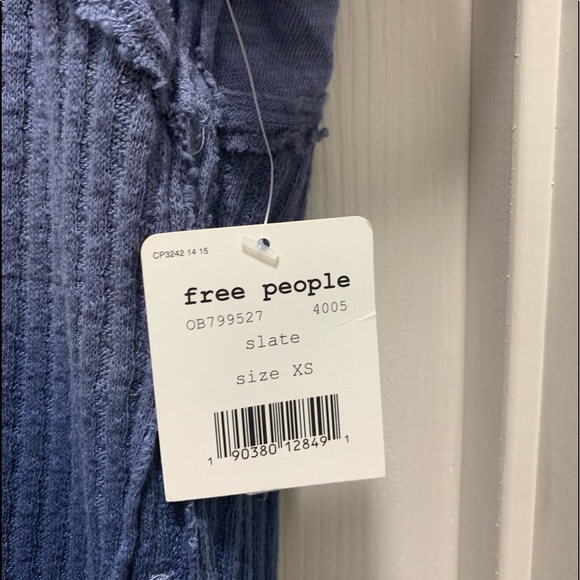 CP3242 14 15
free people
OB799527 4005
slate
size XS
1 90380 12849 1